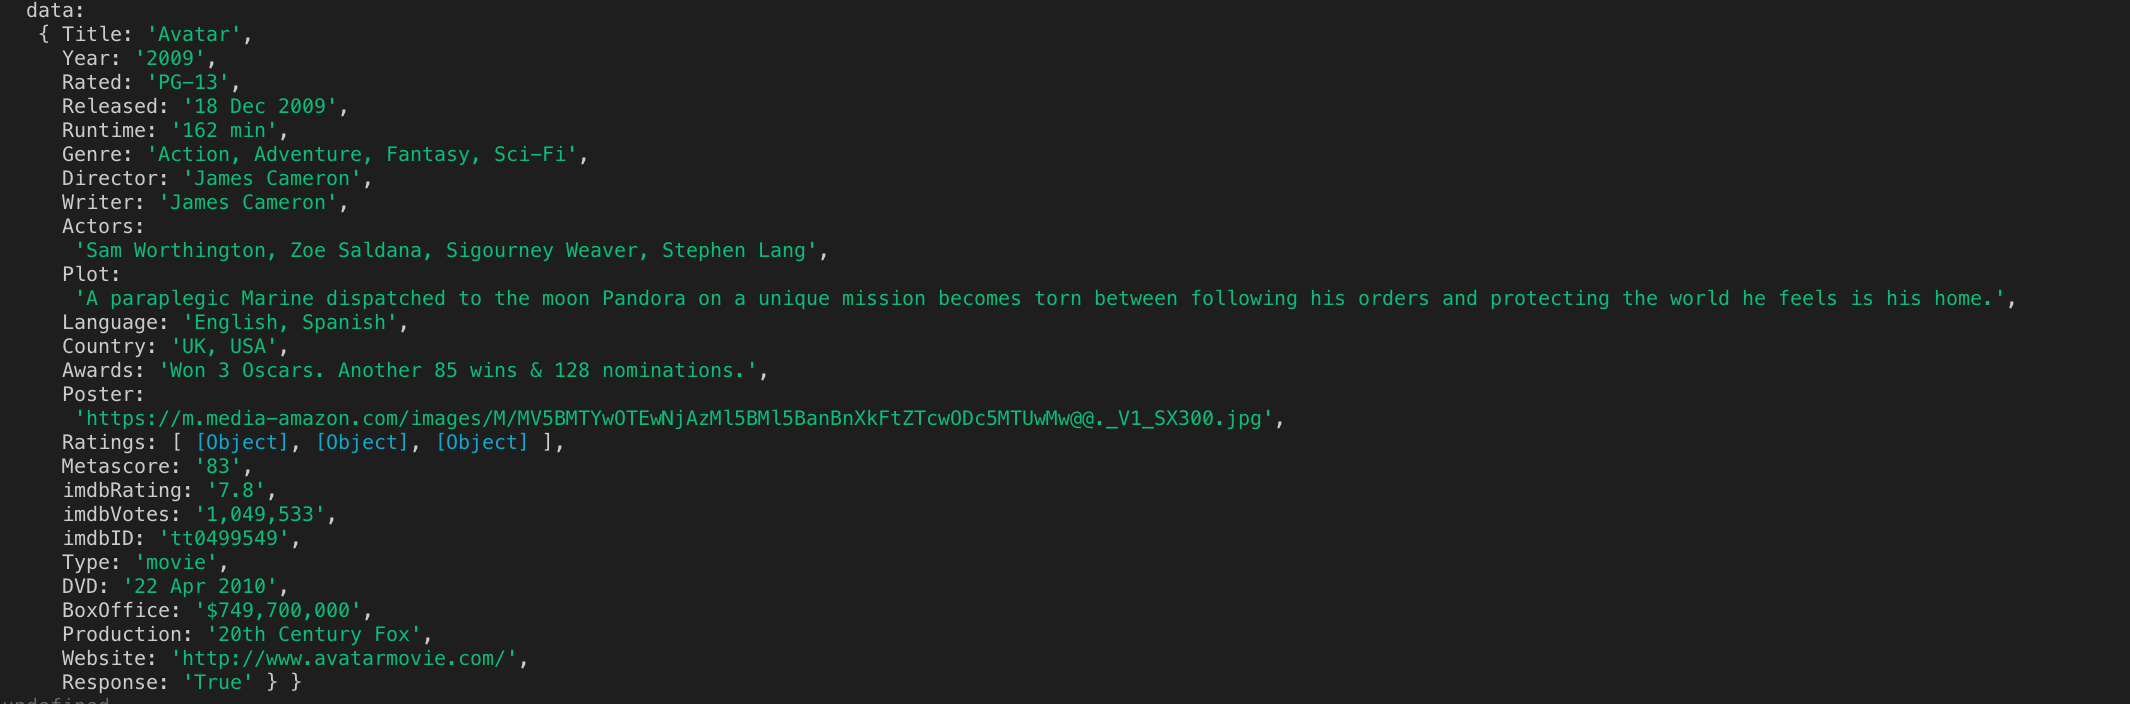 data:
{ Title: 'Avatar',
Year: '2009',
Rated: 'PG-13',
Released: '18 Dec 2009',
Runtime: '162 min',
Genre: 'Action, Adventure, Fantasy, Sci-Fi',
Director: 'James Cameron',
Writer: 'James Cameron',
Actors:
'Sam Worthington, Zoe Saldana, Sigourney Weaver, Stephen Lang',
Plot:
'A paraplegic Marine dispatched to the moon Pandora on a unique mission becomes torn between following his orders and protecting the world he feels is his home.',
Language: 'English, Spanish',
Country: 'UK, USA',
Awards: 'Won 3 Oscars. Another 85 wins & 128 nominations.',
Poster:
'https://m.media-amazon.com/images/M/MV5BMTYwOTEwNjAzMl5BMl5BanBnXkFtZTcwODc5MTUwMw@@._V1_SX300.jpg',
Ratings: [ [Object], [Object], [Object] ],
Metascore: '83',
imdbRating: '7.8',
imdbVotes: '1,049,533',
imdbID: 'tt0499549',
Type: 'movie',
DVD: '22 Apr 2010',
BoxOffice: '$749,700,000',
Production: '20th Century Fox',
Website: 'http://www.avatarmovie.com/',
Response: 'True' } }
undefined